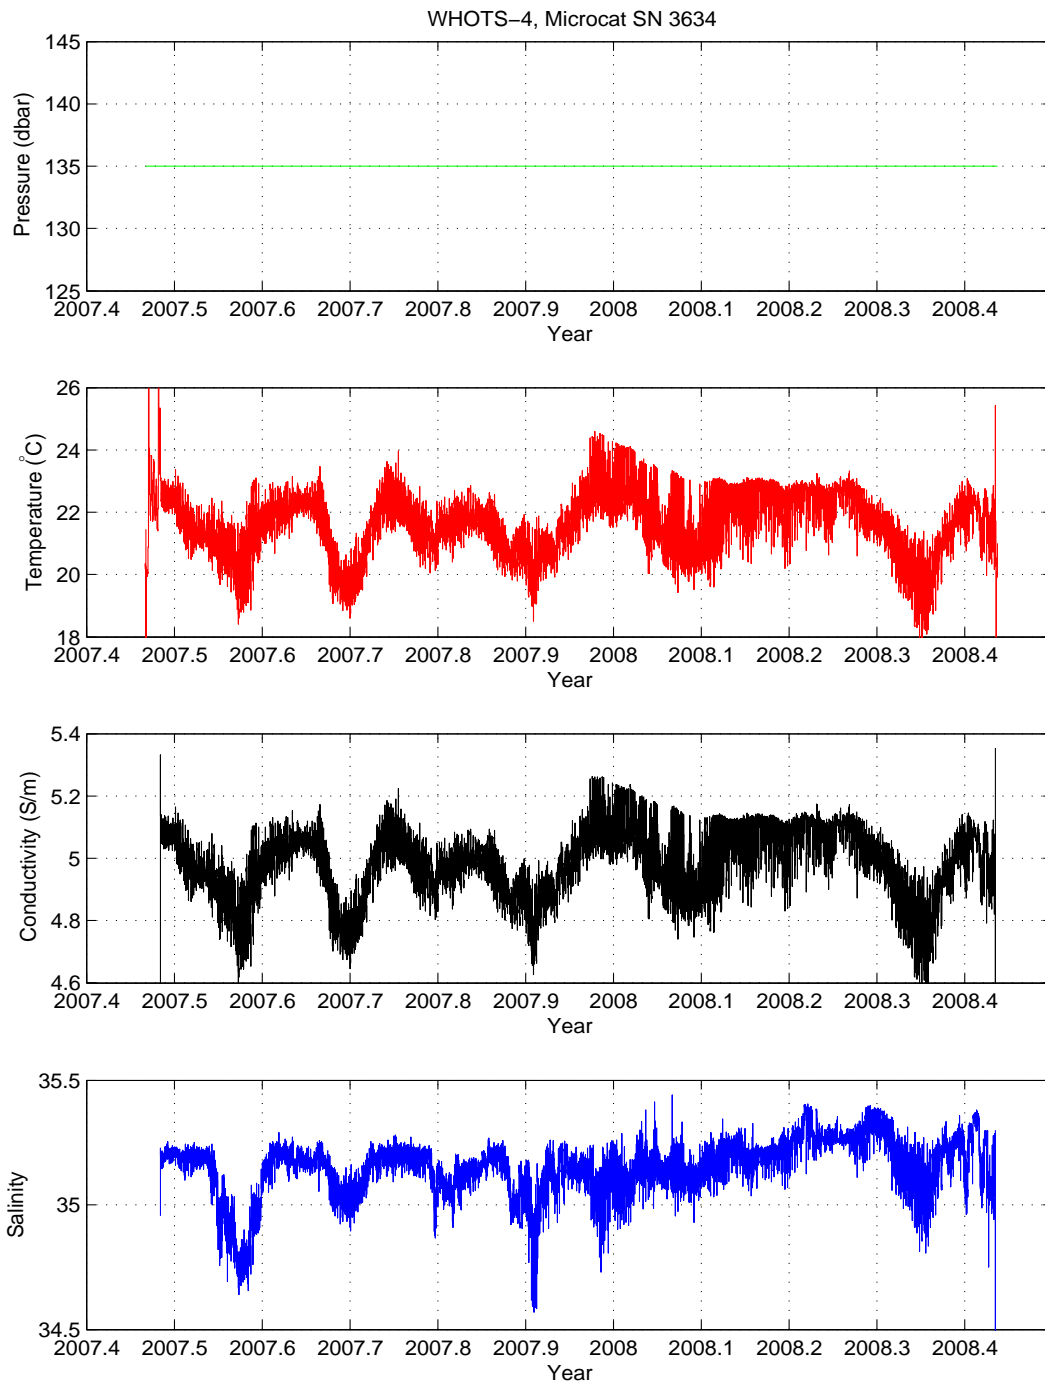 WHOTS−4, Microcat SN 3634
145
140
135
130
125
Pressure (dbar)
2007.4 2007.5 2007.6 2007.7 2007.8 2007.9 2008 2008.1 2008.2 2008.3 2008.4
Year
26
24
22
20
18
Temperature (°C)
2007.4 2007.5 2007.6 2007.7 2007.8 2007.9 2008 2008.1 2008.2 2008.3 2008.4
Year
5.4
5.2
5
4.8
4.6
Conductivity (S/m)
2007.4 2007.5 2007.6 2007.7 2007.8 2007.9 2008 2008.1 2008.2 2008.3 2008.4
Year
35.5
35
34.5
Salinity
2007.4 2007.5 2007.6 2007.7 2007.8 2007.9 2008 2008.1 2008.2 2008.3 2008.4
Year